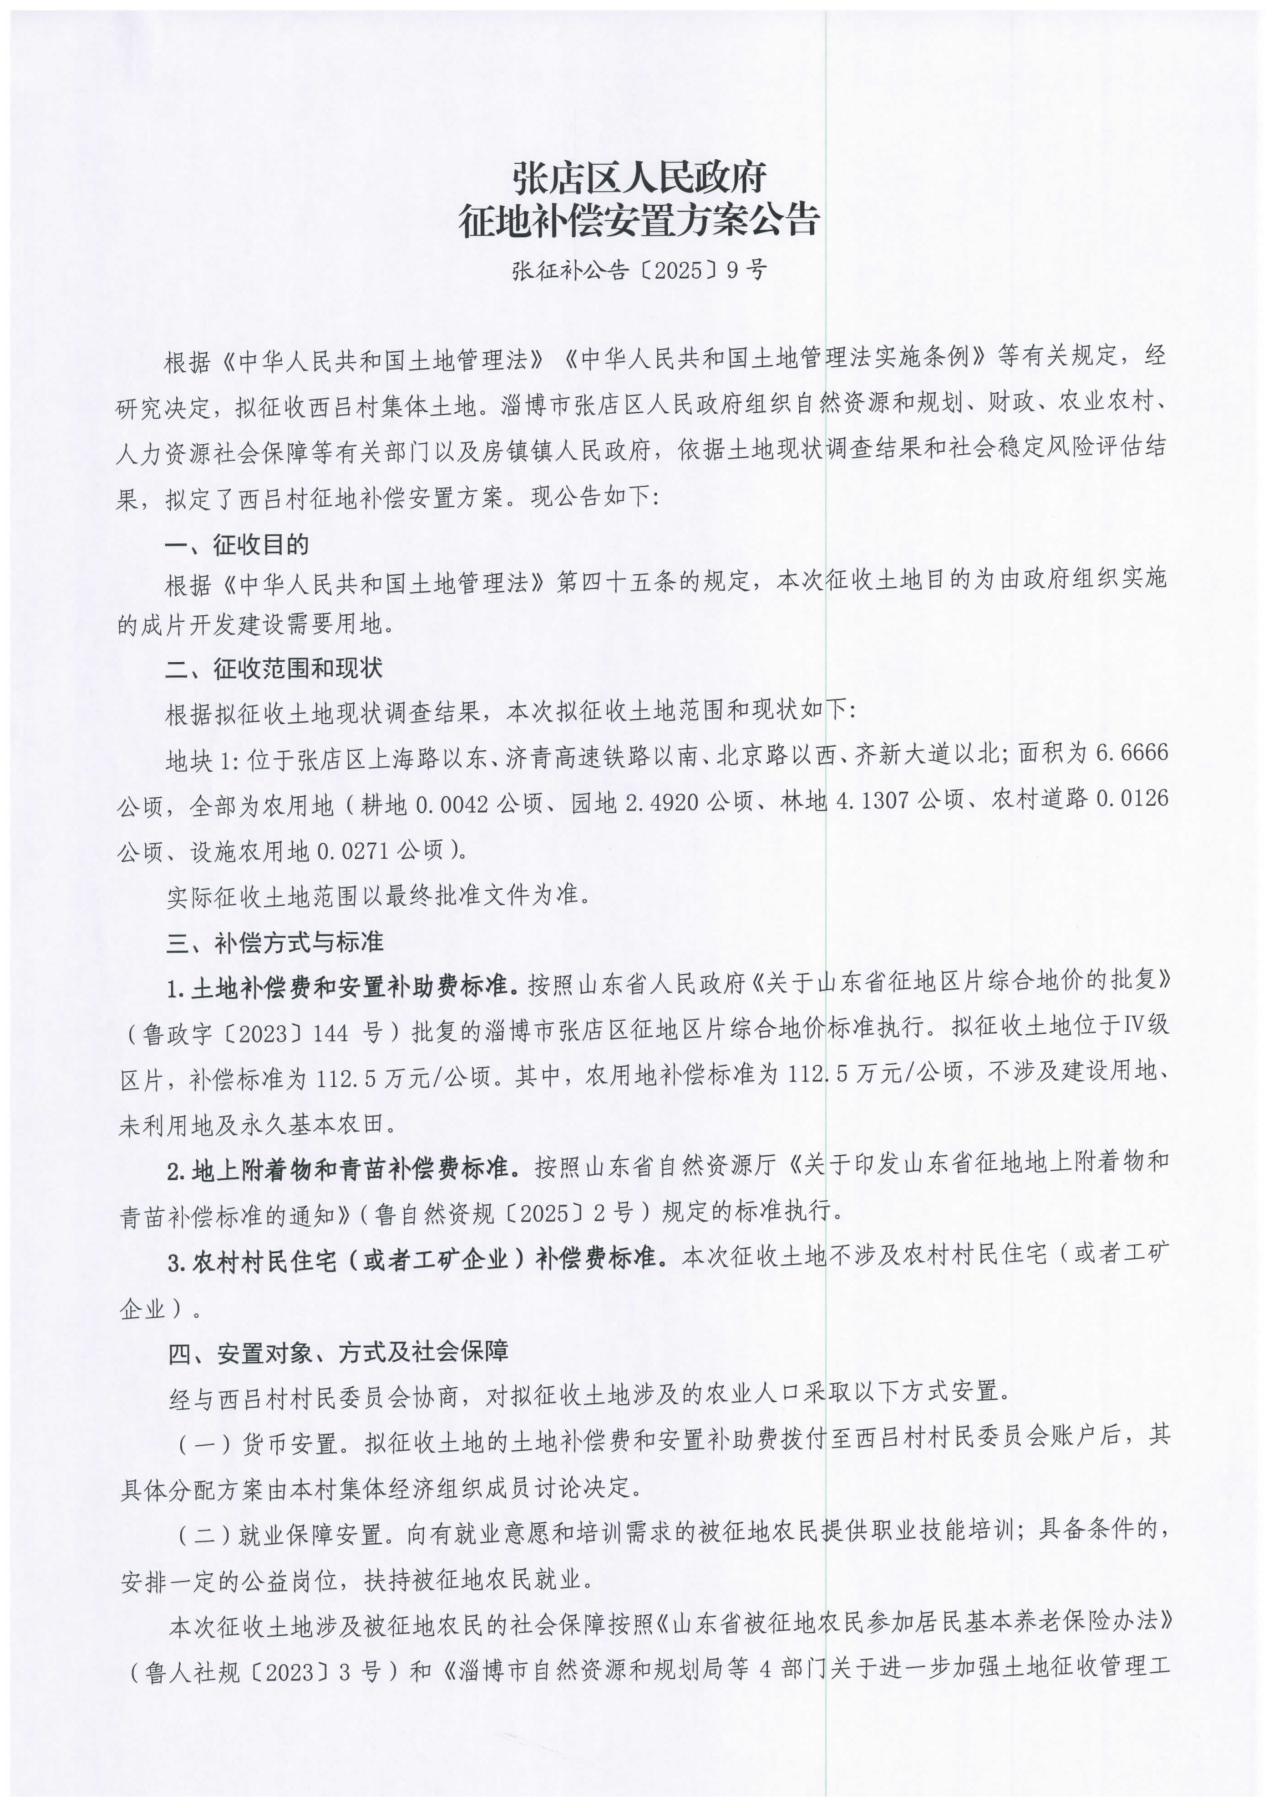 张店区人民政府
征地补偿安置方案公告
张征补公告〔2025〕9号
根据《中华人民共和国土地管理法》《中华人民共和国土地管理法实施条例》等有关规定，经
研究决定，拟征收西吕村集体土地。淄博市张店区人民政府组织自然资源和规划、财政、农业农村、
人力资源社会保障等有关部门以及房镇镇人民政府，依据土地现状调查结果和社会稳定风险评估结
果，拟定了西吕村征地补偿安置方案。现公告如下：
一、征收目的
根据《中华人民共和国土地管理法》第四十五条的规定，本次征收土地目的为由政府组织实施
的成片开发建设需要用地。
二、征收范围和现状
根据拟征收土地现状调查结果，本次拟征收土地范围和现状如下：
地块1：位于张店区上海路以东、济青高速铁路以南、北京路以西、齐新大道以北；面积为6.6666
公顷，全部为农用地（耕地0.0042公顷、园地2.4920公顷、林地4.1307公顷、农村道路0.0126
公顷、设施农用地0.0271公顷）。
实际征收土地范围以最终批准文件为准。
三、补偿方式与标准
1.土地补偿费和安置补助费标准。按照山东省人民政府《关于山东省征地区片综合地价的批复》
（鲁政字〔2023〕144号）批复的淄博市张店区征地区片综合地价标准执行。拟征收土地位于Ⅳ级
区片，补偿标准为112.5万元/公顷。其中，农用地补偿标准为112.5万元/公顷，不涉及建设用地、
未利用地及永久基本农田。
2.地上附着物和青苗补偿费标准。按照山东省自然资源厅《关于印发山东省征地地上附着物和
青苗补偿标准的通知》（鲁自然资规〔2025〕2号）规定的标准执行。
3.农村村民住宅（或者工矿企业）补偿费标准。本次征收土地不涉及农村村民住宅（或者工矿
企业）。
四、安置对象、方式及社会保障
经与西吕村村民委员会协商，对拟征收土地涉及的农业人口采取以下方式安置。
（一）货币安置。拟征收土地的土地补偿费和安置补助费拨付至西吕村村民委员会账户后，其
具体分配方案由本村集体经济组织成员讨论决定。
（二）就业保障安置。向有就业意愿和培训需求的被征地农民提供职业技能培训；具备条件的，
安排一定的公益岗位，扶持被征地农民就业。
本次征收土地涉及被征地农民的社会保障按照《山东省被征地农民参加居民基本养老保险办法》
（鲁人社规〔2023〕3号）和《淄博市自然资源和规划局等4部门关于进一步加强土地征收管理工